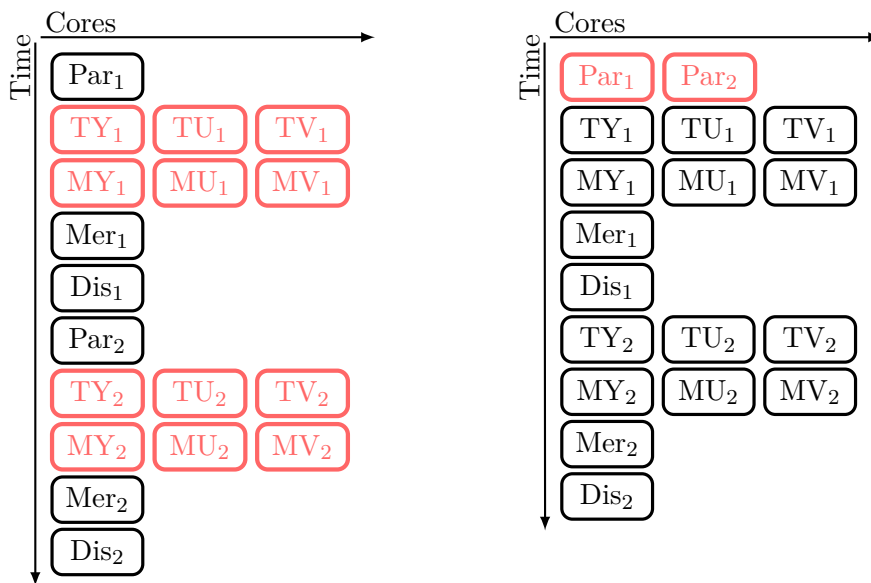 Cores
Time
Par₁
TY₁ TU₁ TV₁
MY₁ MU₁ MV₁
Mer₁
Dis₁
Par₂
TY₂ TU₂ TV₂
MY₂ MU₂ MV₂
Mer₂
Dis₂
Cores
Time
Par₁ Par₂
TY₁ TU₁ TV₁
MY₁ MU₁ MV₁
Mer₁
Dis₁
TY₂ TU₂ TV₂
MY₂ MU₂ MV₂
Mer₂
Dis₂